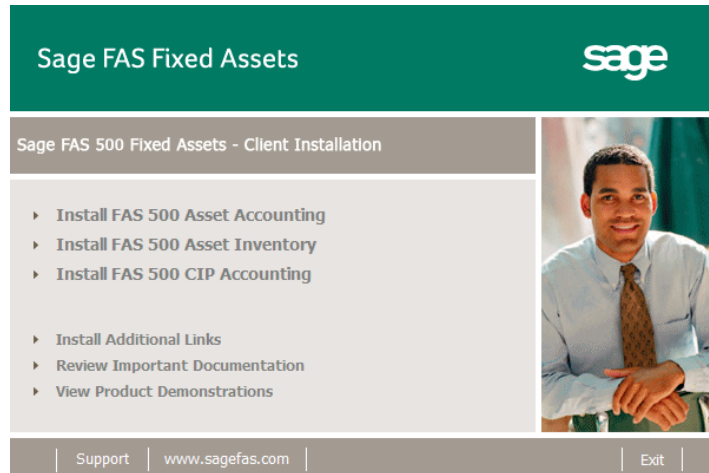 Sage FAS Fixed Assets
sage
Sage FAS 500 Fixed Assets - Client Installation
Install FAS 500 Asset Accounting
Install FAS 500 Asset Inventory
Install FAS 500 CIP Accounting
Install Additional Links
Review Important Documentation
View Product Demonstrations
Support
www.sagefas.com
Exit